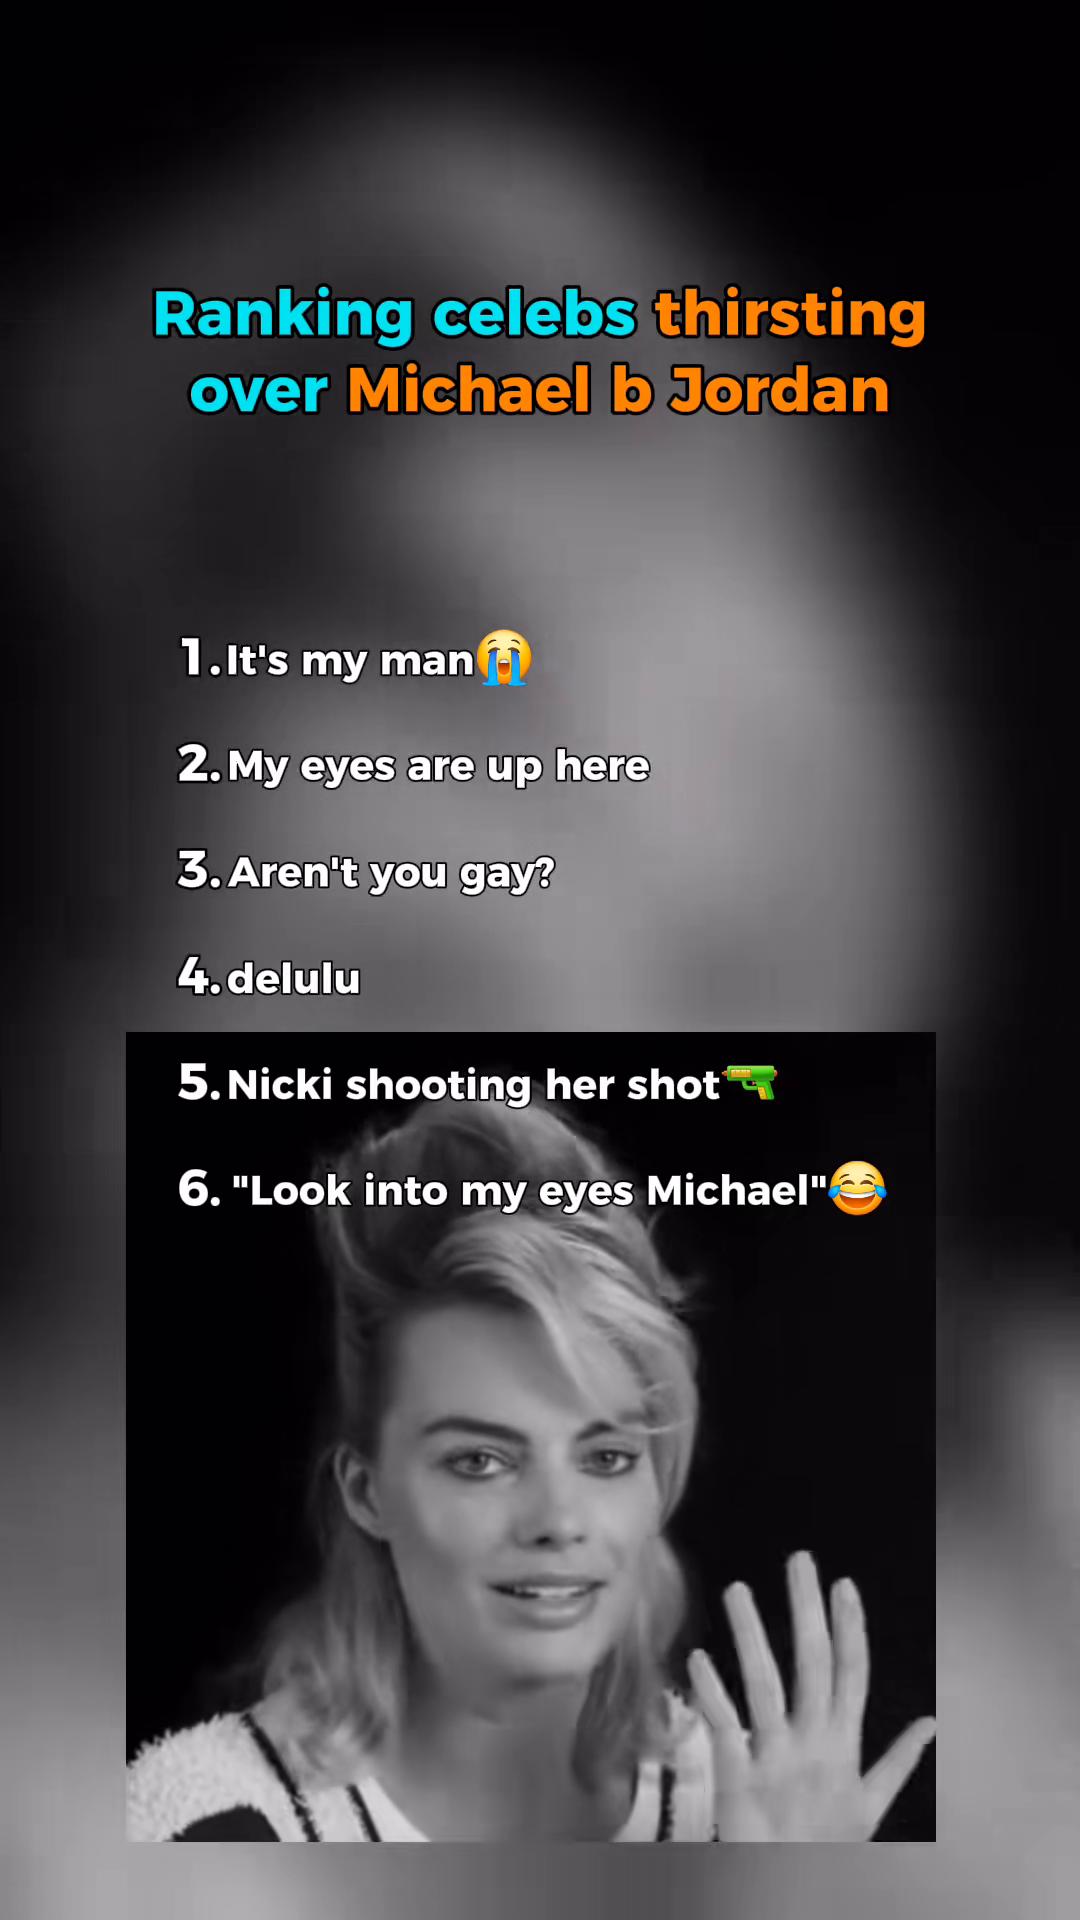 Ranking celebs thirsting
over Michael b Jordan
1. It's my man😭
2. My eyes are up here
3. Aren't you gay?
4. delulu
5. Nicki shooting her shot🔫
6. "Look into my eyes Michael"😂